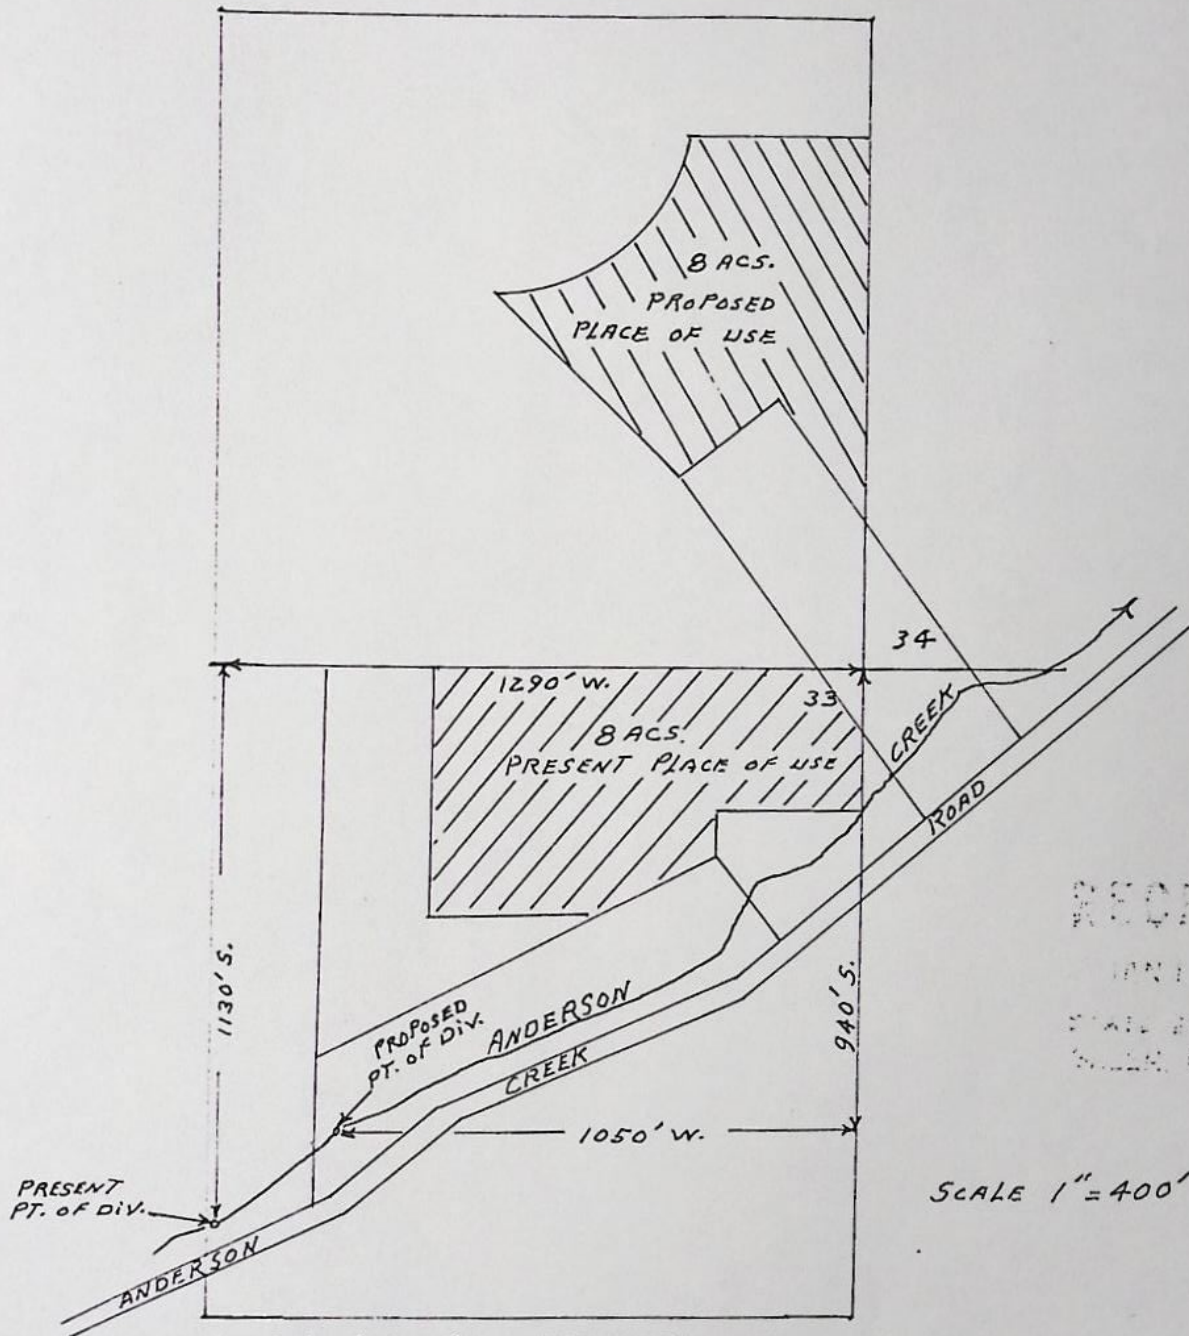 8 ACS.
PROPOSED
PLACE OF USE
34
1290' W.
33
8 ACS.
PRESENT PLACE OF USE
CREEK
ROAD
1130' S.
940' S.
PROPOSED
PT. OF DIV.
ANDERSON
CREEK
1050' W.
PRESENT
PT. OF DIV.
SCALE 1"=400'
ANDERSON